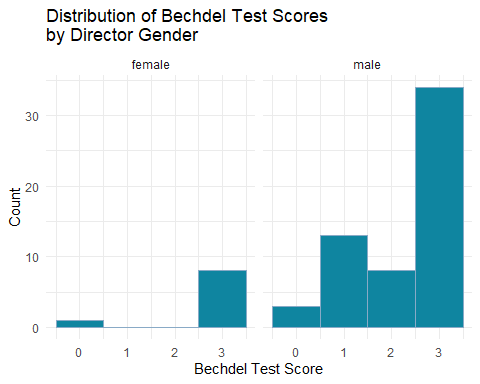 Distribution of Bechdel Test Scores
by Director Gender
female
male
30
20
10
0
Count
0 1 2 3
0 1 2 3
Bechdel Test Score